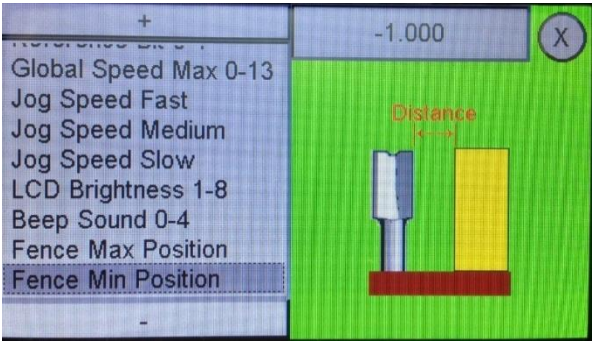 +
-1.000
X
Global Speed Max 0-13
Jog Speed Fast
Jog Speed Medium
Jog Speed Slow
LCD Brightness 1-8
Beep Sound 0-4
Fence Max Position
Fence Min Position
-
Distance